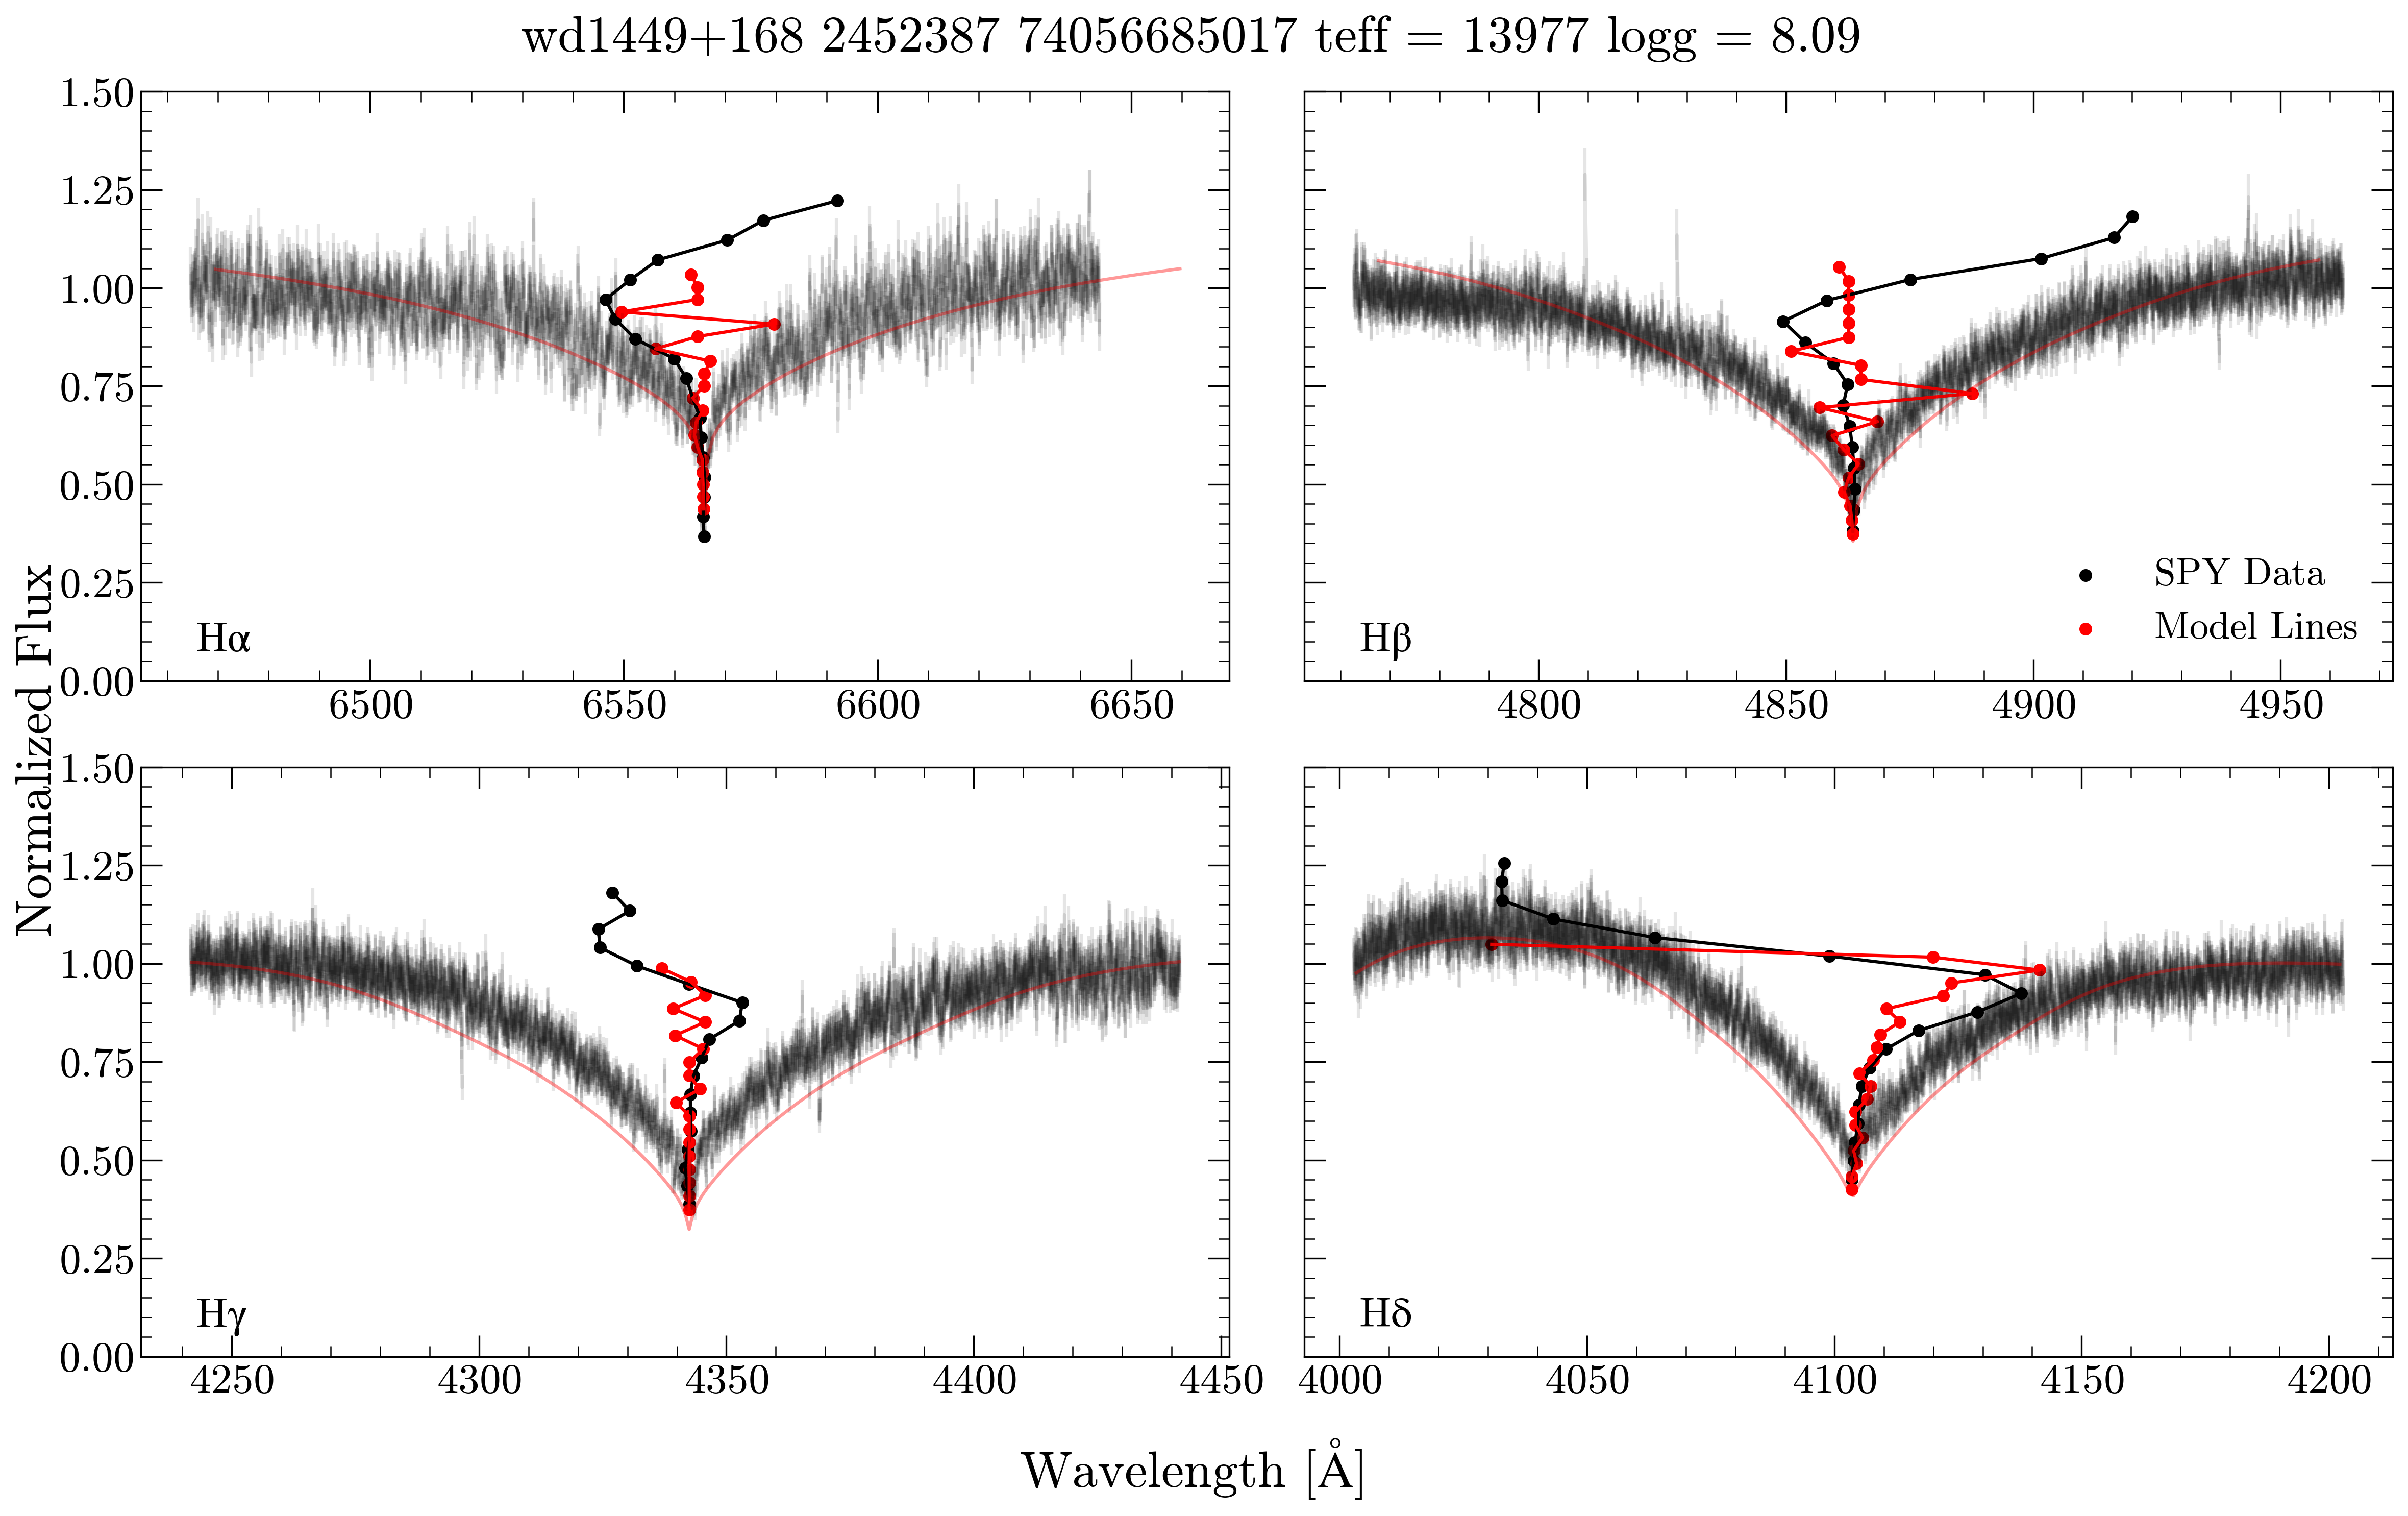 wd1449+168 2452387 74056685017 teff = 13977 logg = 8.09
Normalized Flux
1.50
1.25
1.00
0.75
0.50
0.25
0.00
Hα
6500 6550 6600 6650
Hβ
SPY Data
Model Lines
4800 4850 4900 4950
1.50
1.25
1.00
0.75
0.50
0.25
0.00
Hγ
4250 4300 4350 4400 4450
Hδ
4000 4050 4100 4150 4200
Wavelength [Å]